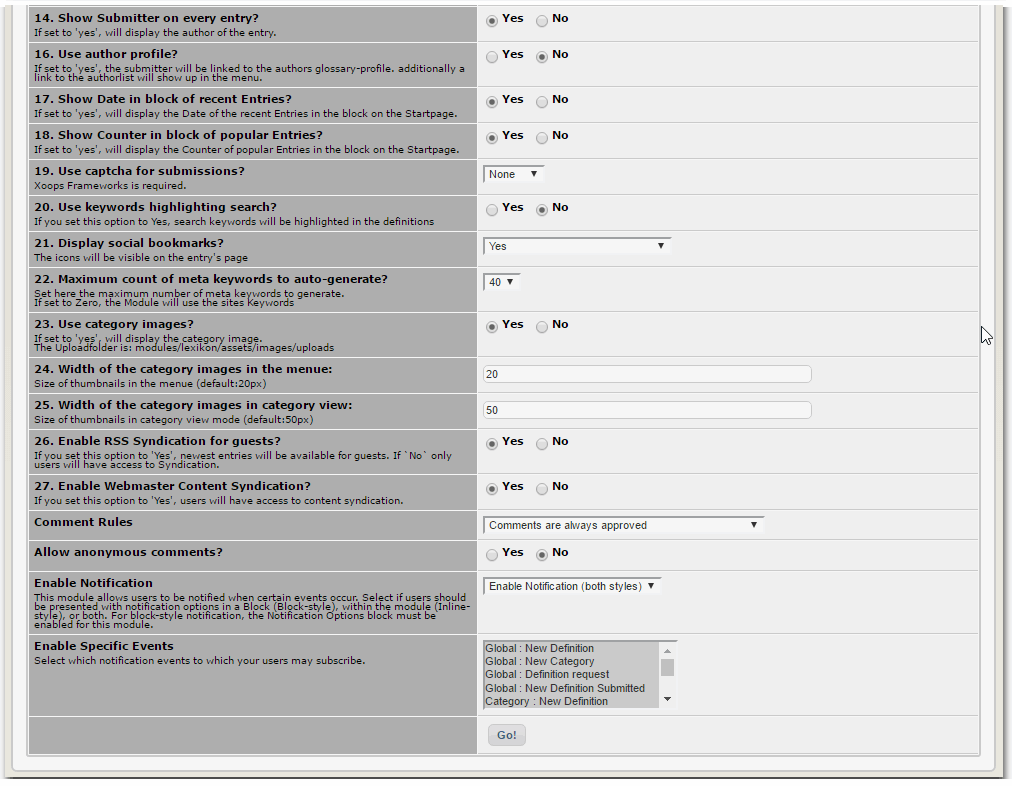 14. Show Submitter on every entry?
Yes No
If set to 'yes', will display the author of the entry.
16. Use author profile?
Yes No
If set to 'yes', the submitter will be linked to the authors glossary-profile. additionally a
link to the authorlist will show up in the menu.
17. Show Date in block of recent Entries?
Yes No
If set to 'yes', will display the Date of the recent Entries in the block on the Startpage.
18. Show Counter in block of popular Entries?
Yes No
If set to 'yes', will display the Counter of popular Entries in the block on the Startpage.
19. Use captcha for submissions?
None
Xoops Frameworks is required.
20. Use keywords highlighting search?
Yes No
If you set this option to Yes, search keywords will be highlighted in the definitions
21. Display social bookmarks?
Yes
The icons will be visible on the entry's page
22. Maximum count of meta keywords to auto-generate?
40
Set here the maximum number of meta keywords to generate.
If set to Zero, the Module will use the sites Keywords
23. Use category images?
Yes No
If set to 'yes', will display the category image.
The Uploadfolder is: modules/lexikon/assets/images/uploads
24. Width of the category images in the menue:
20
Size of thumbnails in the menue (default:20px)
25. Width of the category images in category view:
50
Size of thumbnails in category view mode (default:50px)
26. Enable RSS Syndication for guests?
Yes No
If you set this option to 'Yes', newest entries will be available for guests. If `No` only
users will have access to Syndication.
27. Enable Webmaster Content Syndication?
Yes No
If you set this option to 'Yes', users will have access to content syndication.
Comment Rules
Comments are always approved
Allow anonymous comments?
Yes No
Enable Notification
Enable Notification (both styles)
This module allows users to be notified when certain events occur. Select if users should
be presented with notification options in a Block (Block-style), within the module (Inline-
style), or both. For block-style notification, the Notification Options block must be
enabled for this module.
Enable Specific Events
Select which notification events to which your users may subscribe.
Global : New Definition
Global : New Category
Global : Definition request
Global : New Definition Submitted
Category : New Definition
Go!